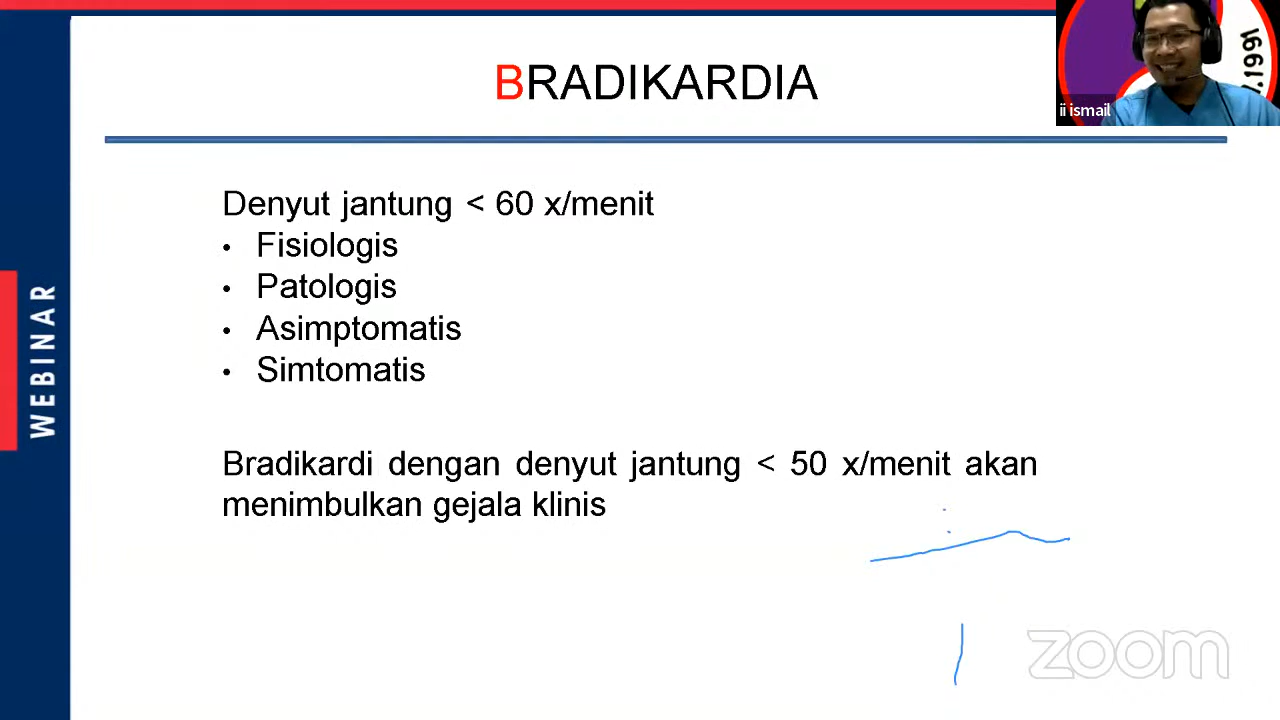 BRADIKARDIA
ii ismail
1991
Denyut jantung < 60 x/menit
• Fisiologis
• Patologis
• Asimptomatis
• Simtomatis
Bradikardi dengan denyut jantung < 50 x/menit akan
menimbulkan gejala klinis
WEBINAR
zoom